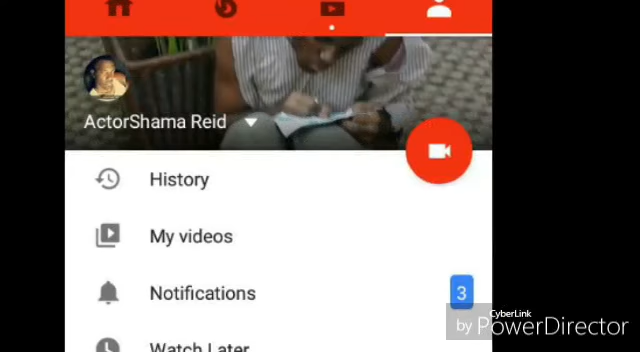 ActorShama Reid
History
My videos
Notifications
3
Watch Later
CyberLink
by PowerDirector